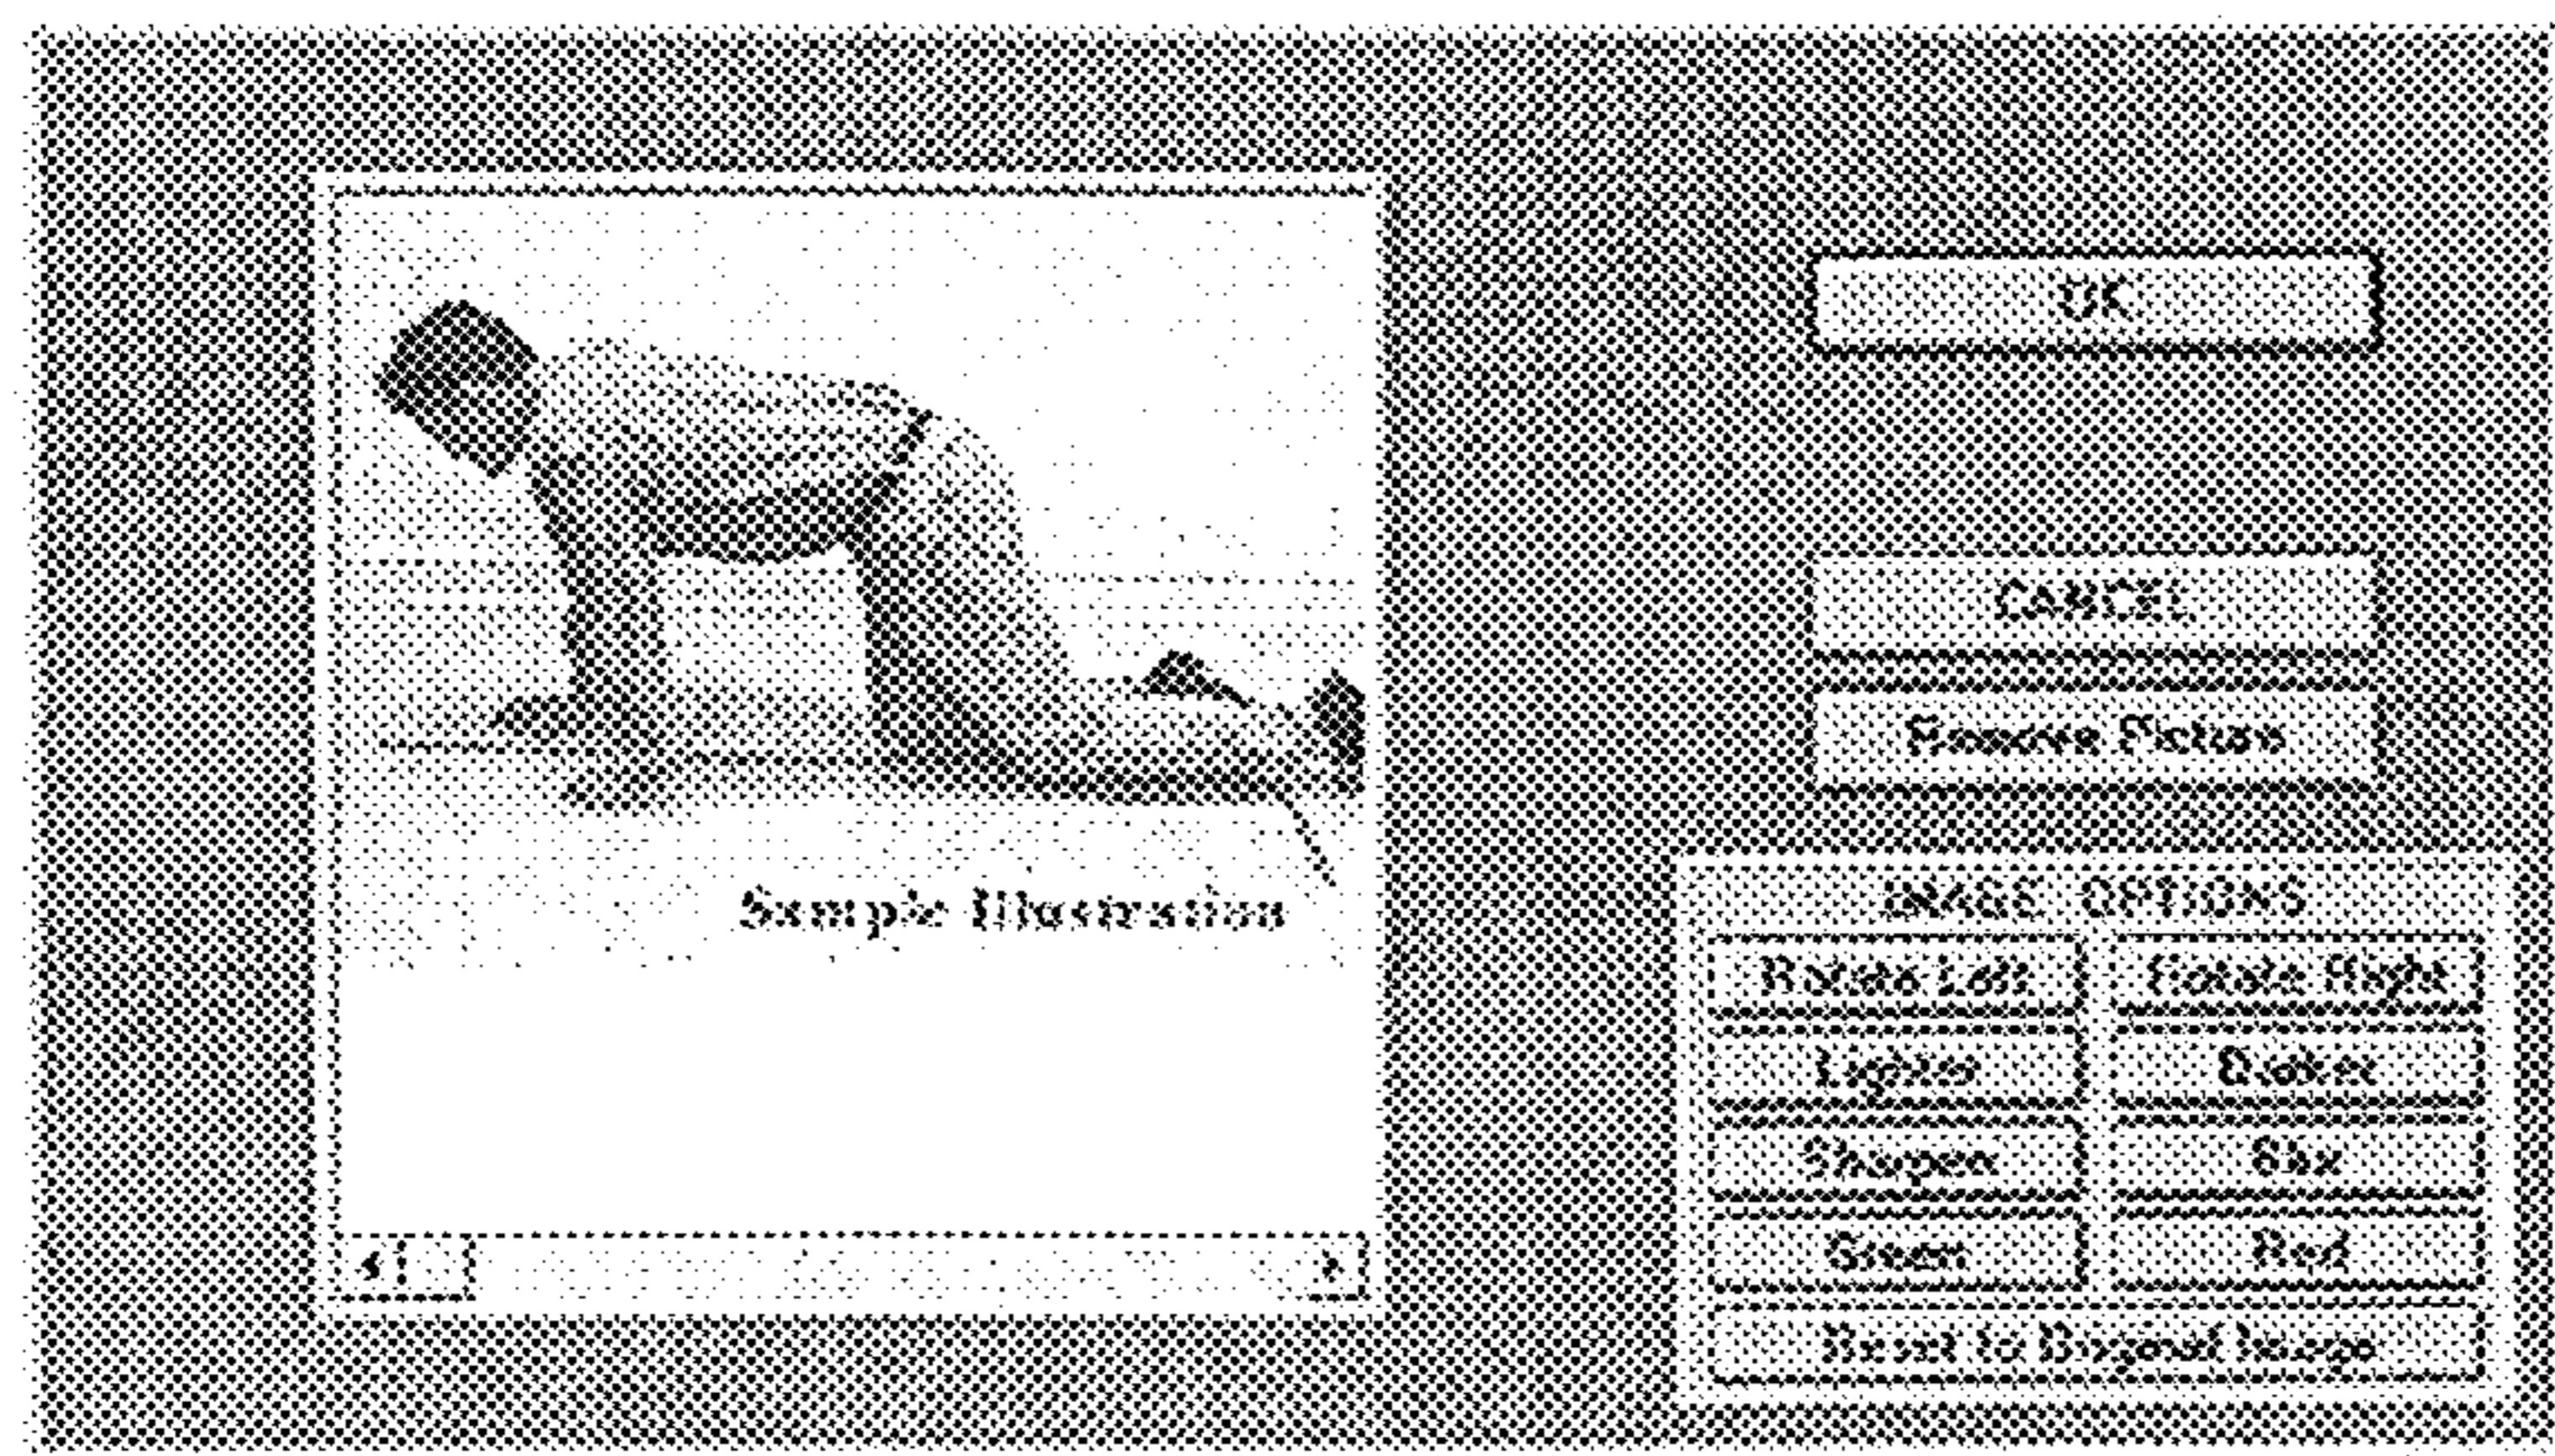 Sample Illustration
OK
CANCEL
Remove Picture
IMAGE OPTIONS
Rotate Left
Rotate Right
Lighter
Darker
Sharpen
Green
Red
Reset to Original Image